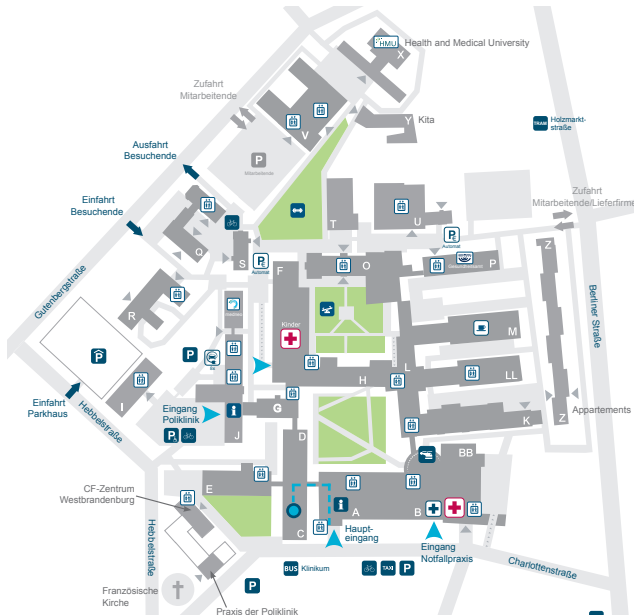 HMU
Health and Medical University
X
Zufahrt
Mitarbeitende
V
Y
Kita
TRAM
Holzmarkt-
straße
Ausfahrt
Besuchende
P
Mitarbeitende
Einfahrt
Besuchende
Zufahrt
Mitarbeitende/Lieferfirmen
T
U
Q
S
P
Automat
P
Automat
F
O
P
Z
Gutenbergstraße
Berliner Straße
R
Kinder
M
P
P
H
L
LL
I
Einfahrt
Parkhaus
Hebbelstraße
Eingang
Poliklinik
G
J
D
K
Z
Appartements
P
BB
CF-Zentrum
Westbrandenburg
E
A
B
C
Haupt-
eingang
Eingang
Notfallpraxis
Hebbelstraße
Charlottenstraße
Französische
Kirche
P
BUS
Klinikum
TAXI
P
Praxis der Poliklinik